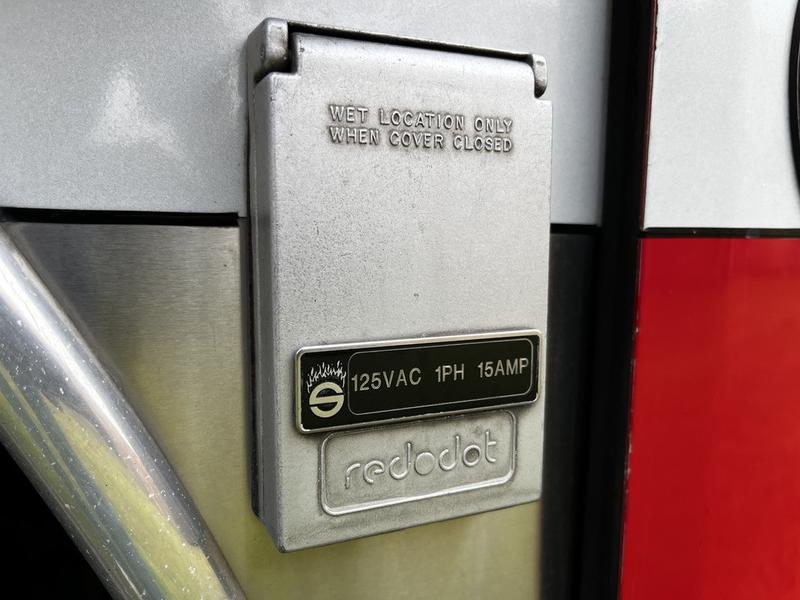 WET LOCATION ONLY
WHEN COVER CLOSED
S 125VAC 1PH 15AMP
redodot